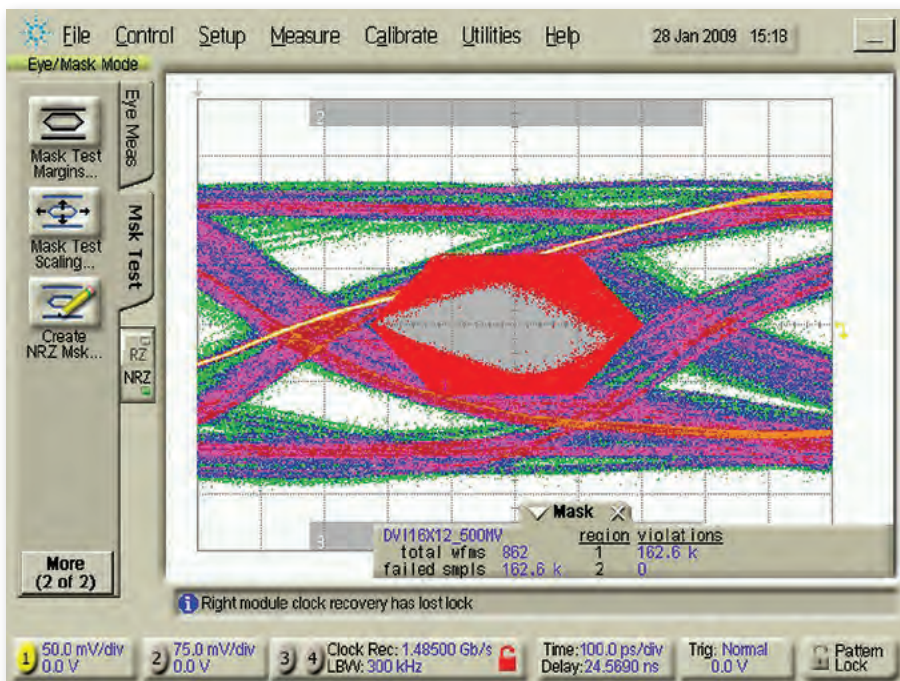 File Control Setup Measure Calibrate Utilities Help 28 Jan 2009 15:18
Eye/Mask Mode
Eye Meas
Mask Test
Margins...
Msk Test
Mask Test
Scaling...
Create
NRZ Msk...
RZ
NRZ
More
(2 of 2)
2
3
Mask
DVI16X12_500MV region violations
total wfms 862 1 162.6 k
failed smpls 162.6 k 2 0
Right module clock recovery has lost lock
1 50.0 mV/div
0.0 V
2 75.0 mV/div
0.0 V
3 4 Clock Rec: 1.48500 Gb/s
LBW: 300 kHz
Time:100.0 ps/div
Delay:24.5690 ns
Trig: Normal
0.0 V
Pattern
Lock